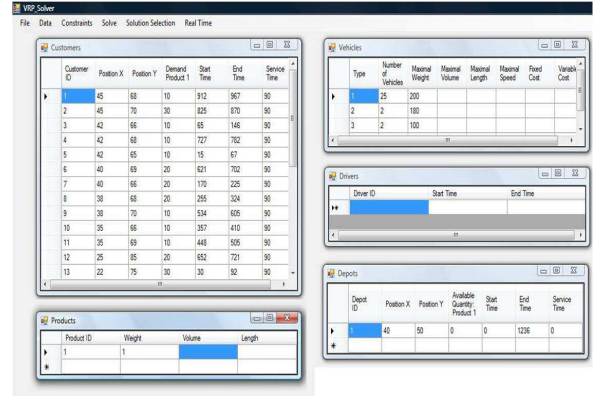 VRP_Solver
File Data Constraints Solve Solution Selection Real Time
Customers
Customer ID Position X Position Y Demand Product 1 Start Time End Time Service Time
1 45 68 10 912 967 90
2 45 70 30 825 870 90
3 42 66 10 65 146 90
4 42 68 10 727 782 90
5 42 65 10 15 67 90
6 40 69 20 621 702 90
7 40 66 20 170 225 90
8 38 68 20 255 324 90
9 38 70 10 534 605 90
10 35 66 10 357 410 90
11 35 69 10 448 505 90
12 25 85 20 652 721 90
13 22 75 30 30 92 90
Products
Product ID Weight Volume Length
1 1
Vehicles
Type Number of Vehicles Maximal Weight Maximal Volume Maximal Length Maximal Speed Fixed Cost Variable Cost
1 25 200
2 2 180
3 2 100
Drivers
Driver ID Start Time End Time
Depots
Depot ID Position X Position Y Available Quantity: Product 1 Start Time End Time Service Time
1 40 50 0 0 1236 0